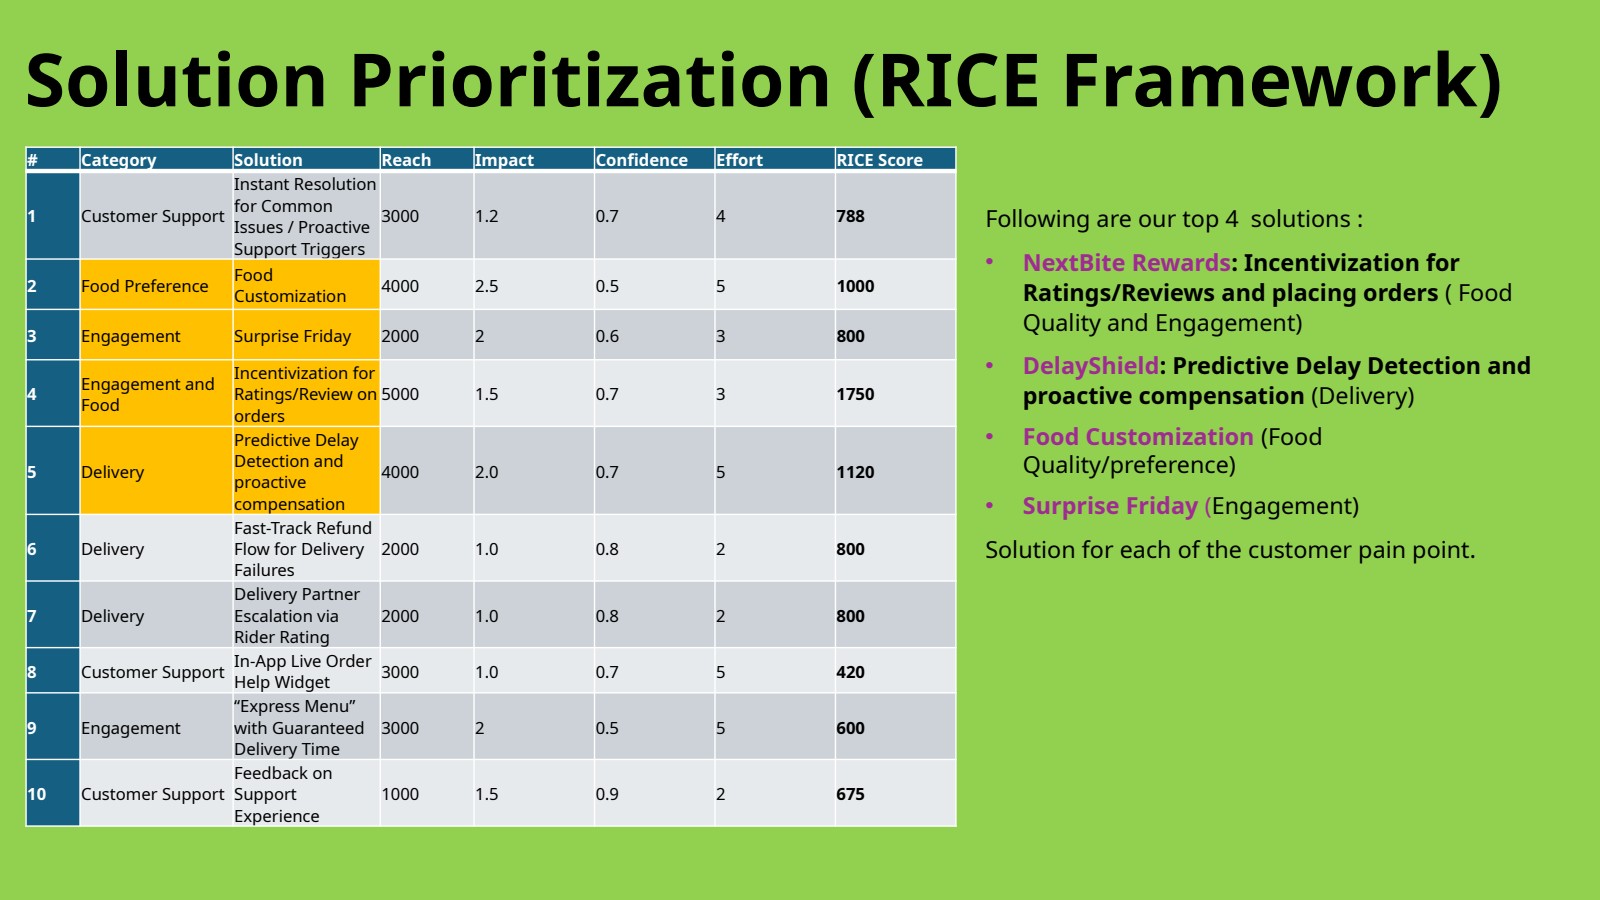 Solution Prioritization (RICE Framework)
# Category Solution Reach Impact Confidence Effort RICE Score
1 Customer Support Instant Resolution for Common Issues / Proactive Support Triggers 3000 1.2 0.7 4 788
2 Food Preference Food Customization 4000 2.5 0.5 5 1000
3 Engagement Surprise Friday 2000 2 0.6 3 800
4 Engagement and Food Incentivization for Ratings/Review on orders 5000 1.5 0.7 3 1750
5 Delivery Predictive Delay Detection and proactive compensation 4000 2.0 0.7 5 1120
6 Delivery Fast-Track Refund Flow for Delivery Failures 2000 1.0 0.8 2 800
7 Delivery Delivery Partner Escalation via Rider Rating 2000 1.0 0.8 2 800
8 Customer Support In-App Live Order Help Widget 3000 1.0 0.7 5 420
9 Engagement “Express Menu” with Guaranteed Delivery Time 3000 2 0.5 5 600
10 Customer Support Feedback on Support Experience 1000 1.5 0.9 2 675
Following are our top 4  solutions :
• NextBite Rewards: Incentivization for
Ratings/Reviews and placing orders ( Food
Quality and Engagement)
• DelayShield: Predictive Delay Detection and
proactive compensation (Delivery)
• Food Customization (Food
Quality/preference)
• Surprise Friday (Engagement)
Solution for each of the customer pain point.